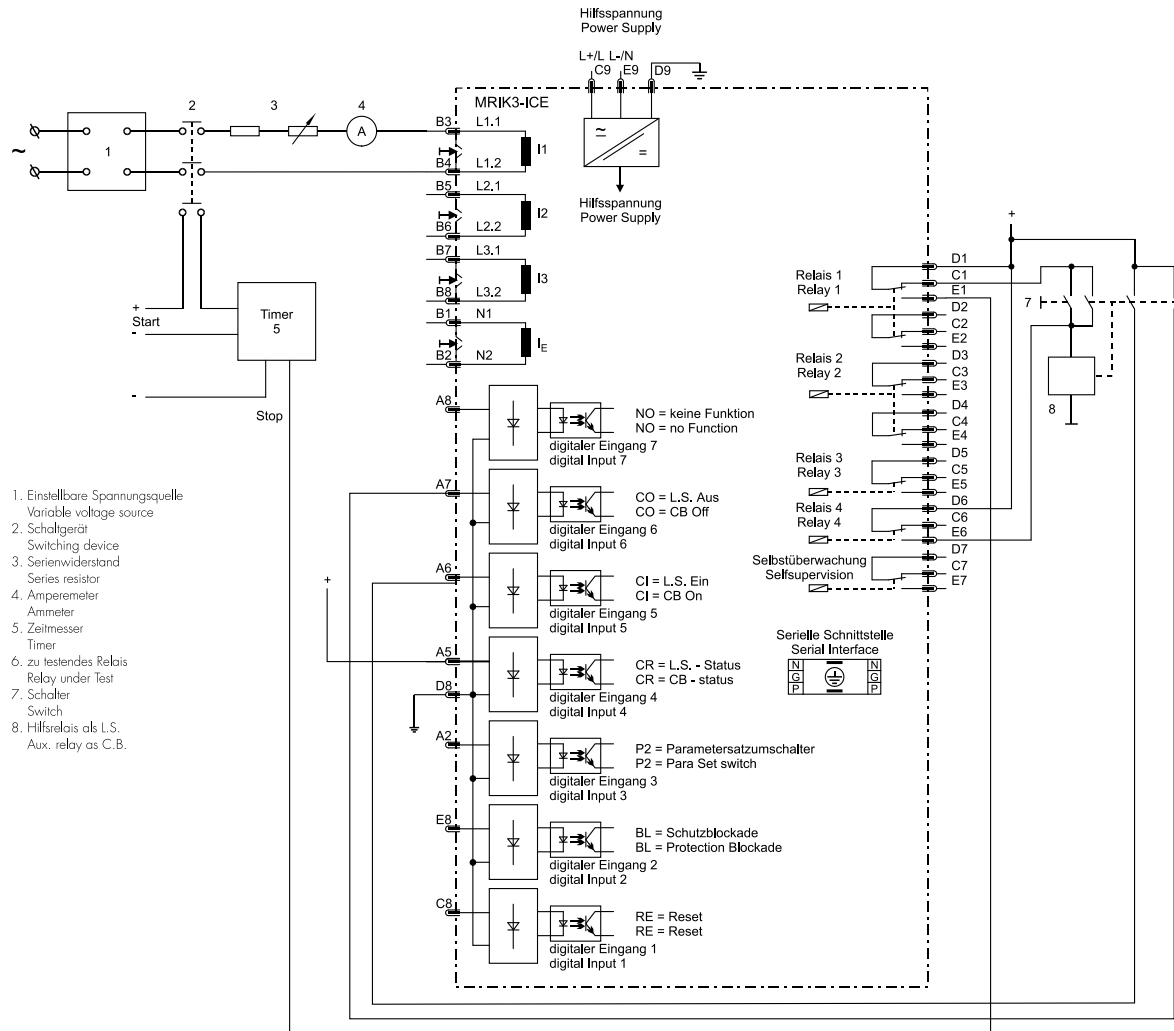 Hilfsspannung
Power Supply
L+/L L-/N
C9 E9 D9
MRIK3-ICE
2 3 4
1
A
~
=
Hilfsspannung
Power Supply
B3 L1.1
I1
B4 L1.2
B5 L2.1
I2
B6 L2.2
B7 L3.1
I3
B8 L3.2
B1 N1
IE
B2 N2
+
Start
-
-
Timer
5
Stop
A8
NO = keine Funktion
NO = no Function
digitaler Eingang 7
digital Input 7
A7
CO = L.S. Aus
CO = CB Off
digitaler Eingang 6
digital Input 6
A6
CI = L.S. Ein
CI = CB On
digitaler Eingang 5
digital Input 5
+
A5
CR = L.S. - Status
CR = CB - status
D8
digitaler Eingang 4
digital Input 4
A2
P2 = Parametersatzumschalter
P2 = Para Set switch
digitaler Eingang 3
digital Input 3
E8
BL = Schutzblockade
BL = Protection Blockade
digitaler Eingang 2
digital Input 2
C8
RE = Reset
RE = Reset
digitaler Eingang 1
digital Input 1
1. Einstellbare Spannungsquelle
Variable voltage source
2. Schaltgerät
Switching device
3. Serienwiderstand
Series resistor
4. Amperemeter
Ammeter
5. Zeitmesser
Timer
6. zu testendes Relais
Relay under Test
7. Schalter
Switch
8. Hilfsrelais als L.S.
Aux. relay as C.B.
Relais 1
Relay 1
Relais 2
Relay 2
Relais 3
Relay 3
Relais 4
Relay 4
Selbstüberwachung
Selfsupervision
D1
C1
E1
D2
C2
E2
D3
C3
E3
D4
C4
E4
D5
C5
E5
D6
C6
E6
D7
C7
E7
+
7
8
Serielle Schnittstelle
Serial Interface
N N
G G
P P